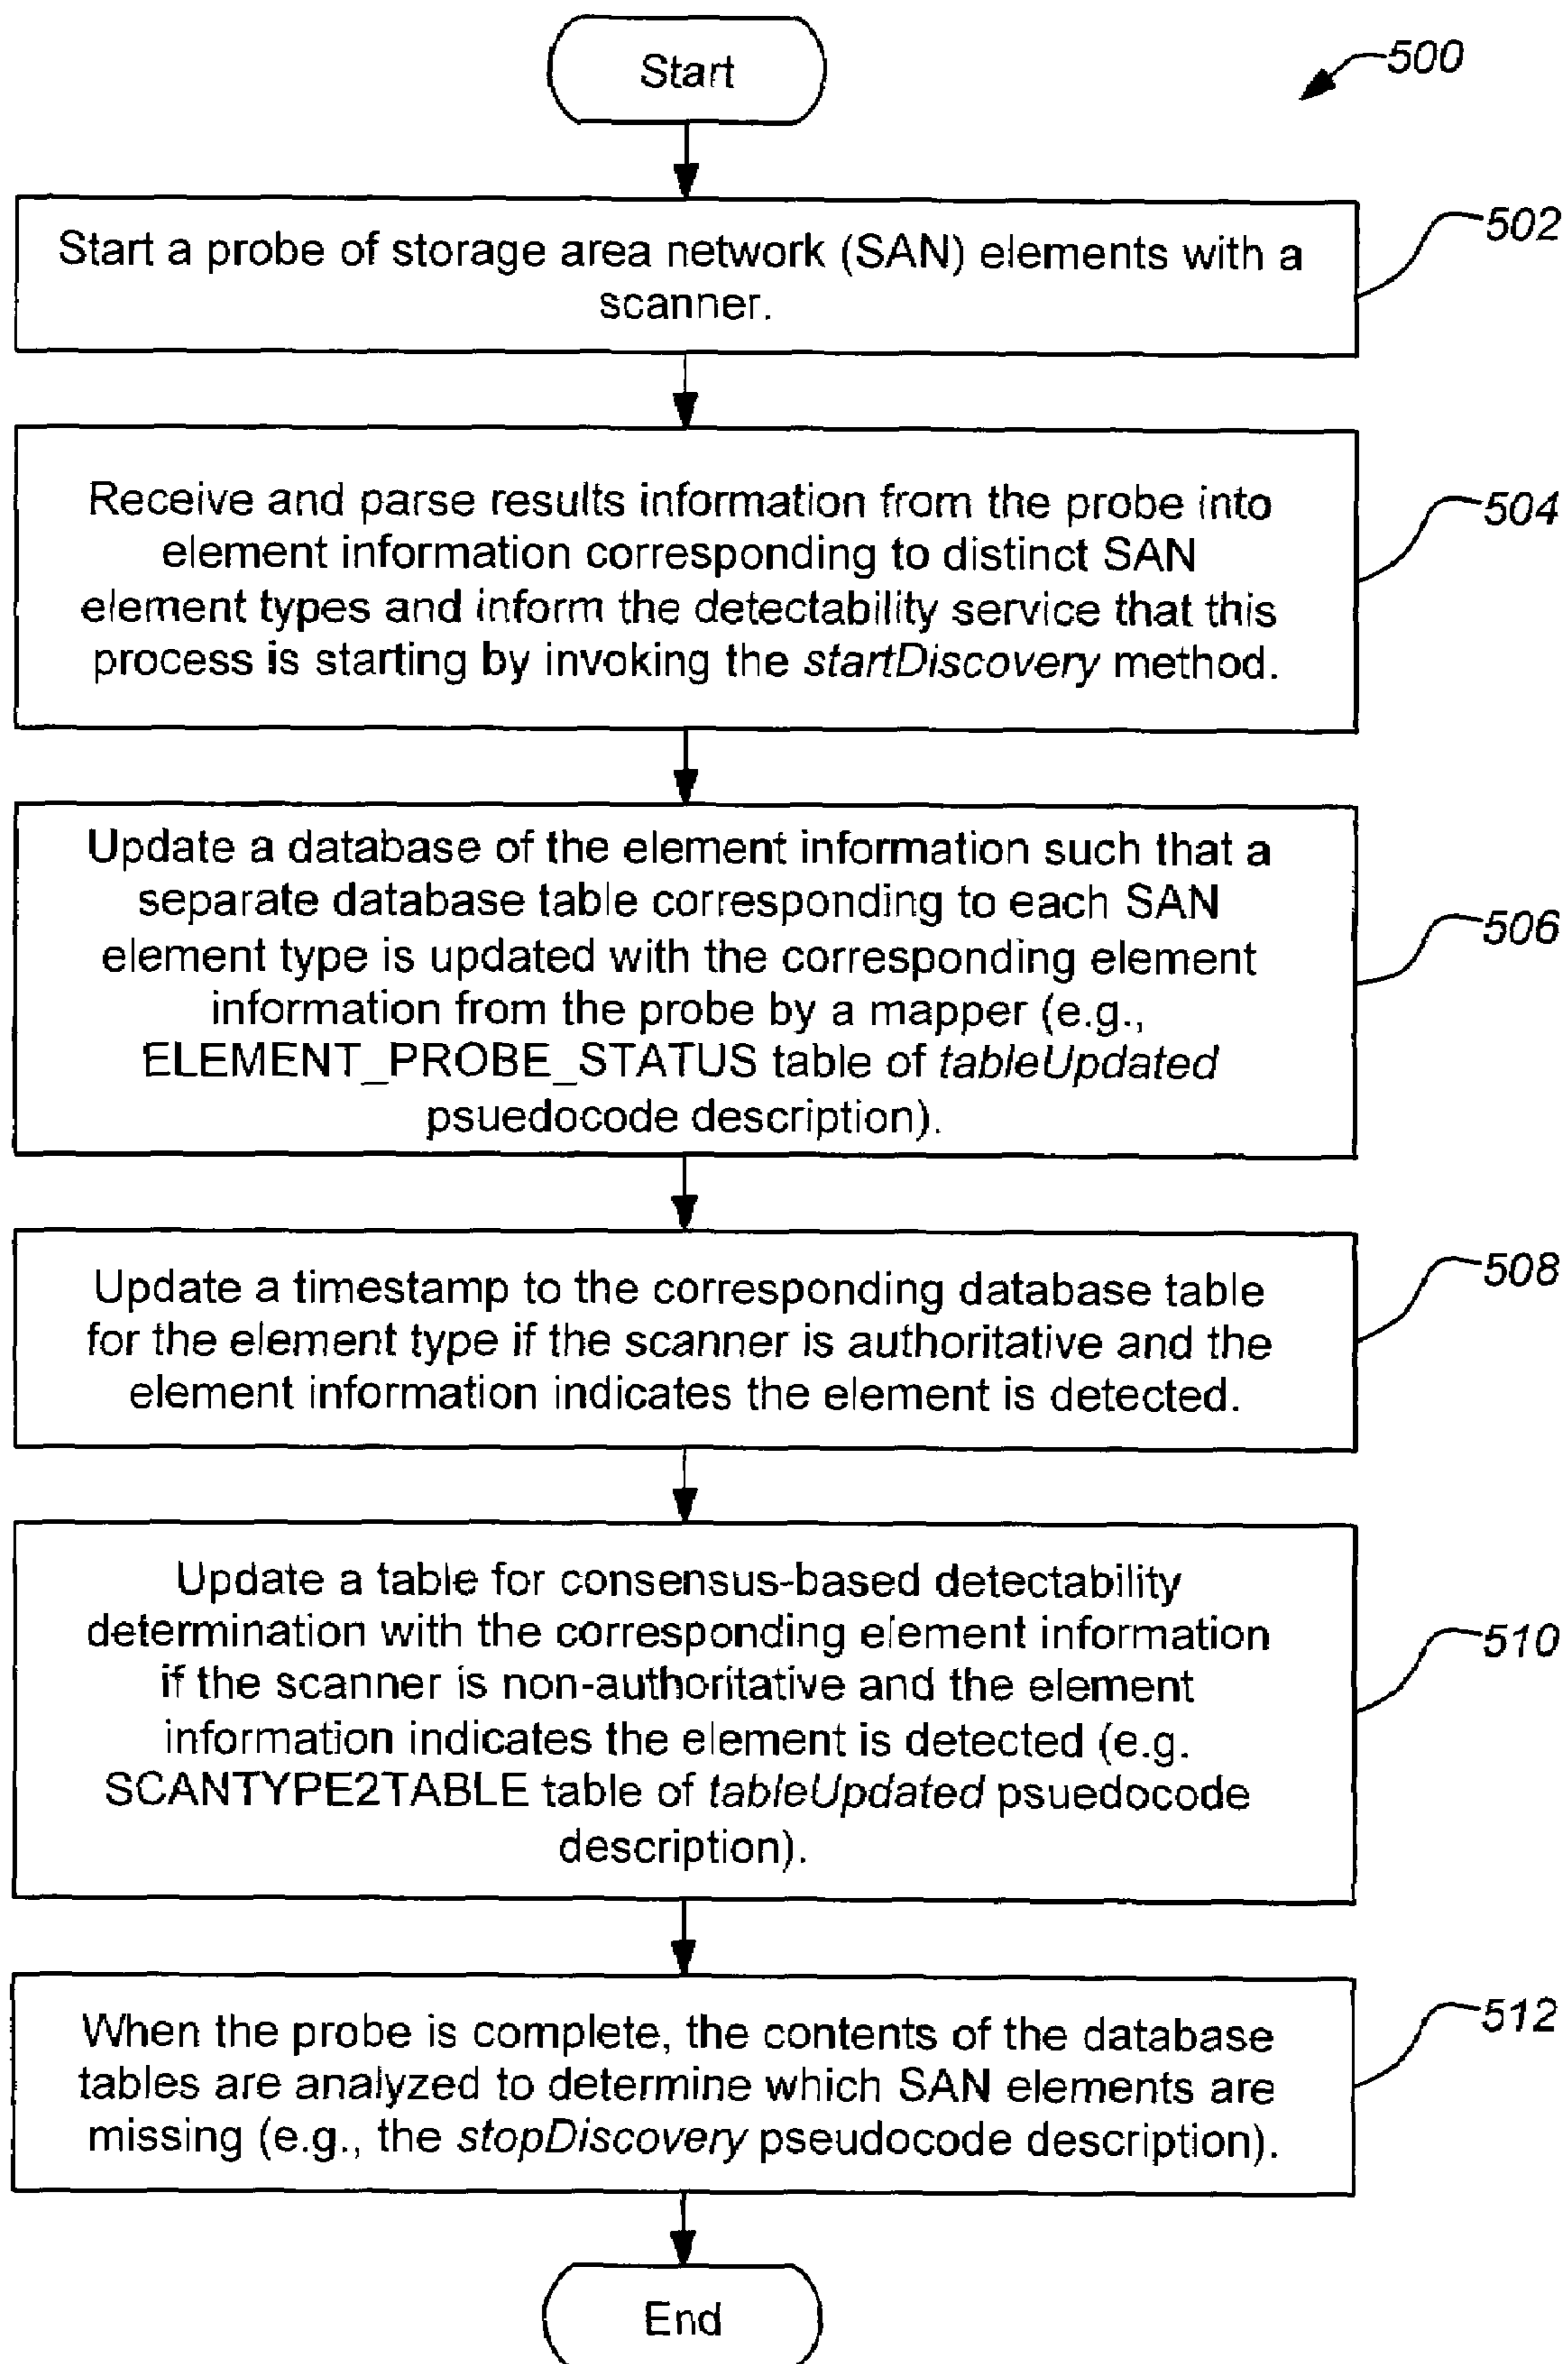 Start
500
Start a probe of storage area network (SAN) elements with a
scanner.
502
Receive and parse results information from the probe into
element information corresponding to distinct SAN
element types and inform the detectability service that this
process is starting by invoking the startDiscovery method.
504
Update a database of the element information such that a
separate database table corresponding to each SAN
element type is updated with the corresponding element
information from the probe by a mapper (e.g.,
ELEMENT_PROBE_STATUS table of tableUpdated
psuedocode description).
506
Update a timestamp to the corresponding database table
for the element type if the scanner is authoritative and the
element information indicates the element is detected.
508
Update a table for consensus-based detectability
determination with the corresponding element information
if the scanner is non-authoritative and the element
information indicates the element is detected (e.g.
SCANTYPE2TABLE table of tableUpdated psuedocode
description).
510
When the probe is complete, the contents of the database
tables are analyzed to determine which SAN elements are
missing (e.g., the stopDiscovery pseudocode description).
512
End